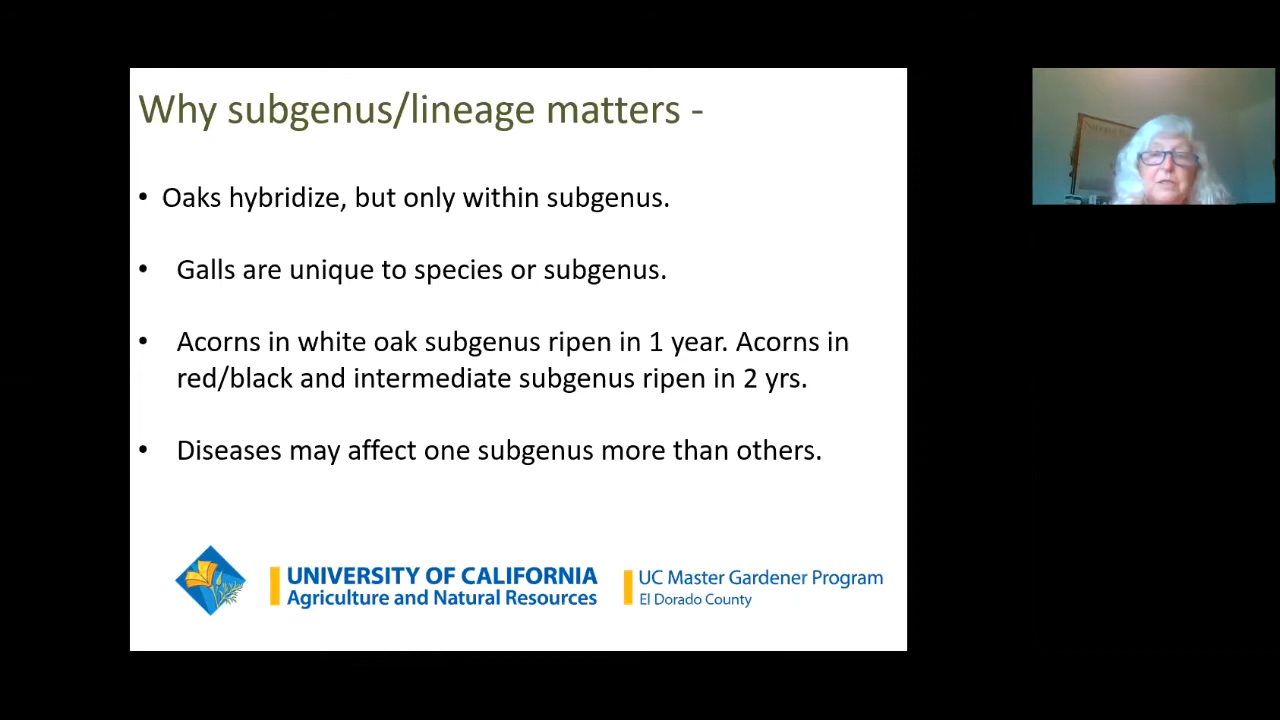 Why subgenus/lineage matters -
• Oaks hybridize, but only within subgenus.
• Galls are unique to species or subgenus.
• Acorns in white oak subgenus ripen in 1 year. Acorns in
red/black and intermediate subgenus ripen in 2 yrs.
• Diseases may affect one subgenus more than others.
UNIVERSITY OF CALIFORNIA
Agriculture and Natural Resources
UC Master Gardener Program
El Dorado County